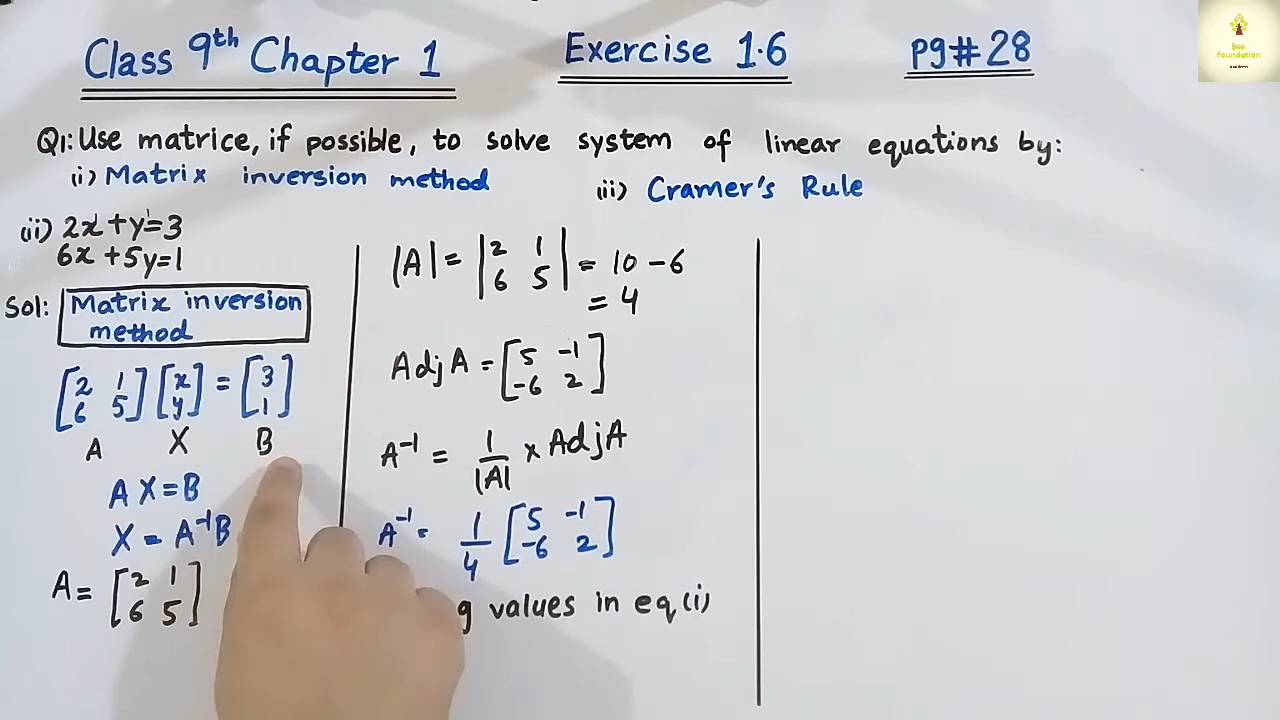 Class 9th Chapter 1 Exercise 1.6 pg#28
Q1: Use matrice, if possible, to solve system of linear equations by:
(i) Matrix inversion method (ii) Cramer's Rule
(ii) 2x + y = 3
6x + 5y = 1
Sol: Matrix inversion
method
[2 1
6 5] [x
y] = [3
1]
A X B
A X = B
X = A⁻¹B
A = [2 1
6 5]
|A| = |2 1
6 5| = 10 - 6
= 4
Adj A = [5 -1
-6 2]
A⁻¹ = 1/|A| × Adj A
A⁻¹ = 1/4 [5 -1
-6 2]
values in eq (i)
foundation